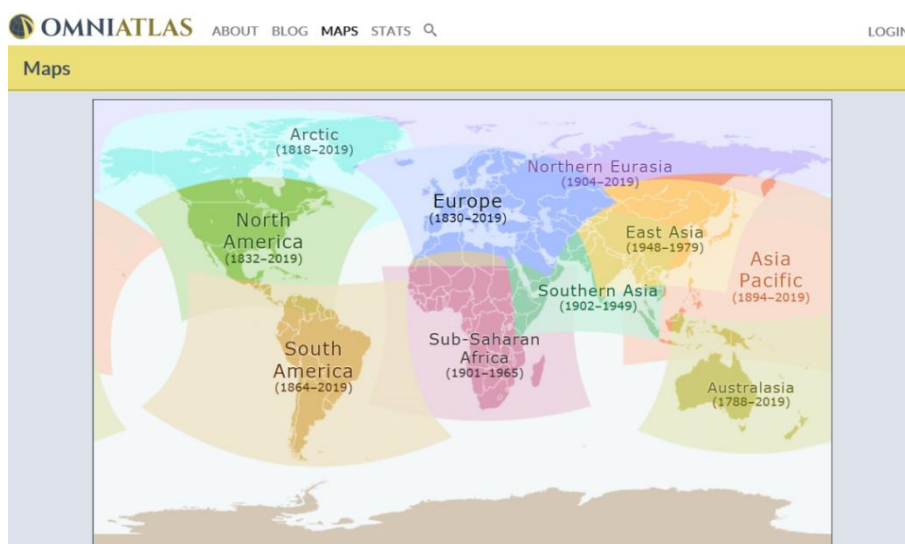 OMNIATLAS ABOUT BLOG MAPS STATS LOGIN
Maps
Arctic
(1818–2019)
Northern Eurasia
(1904–2019)
Europe
(1830–2019)
North
America
(1832–2019)
East Asia
(1948–1979)
Asia
Pacific
(1894–2019)
Southern Asia
(1902–1949)
Sub-Saharan
Africa
(1901–1965)
South
America
(1864–2019)
Australasia
(1788–2019)